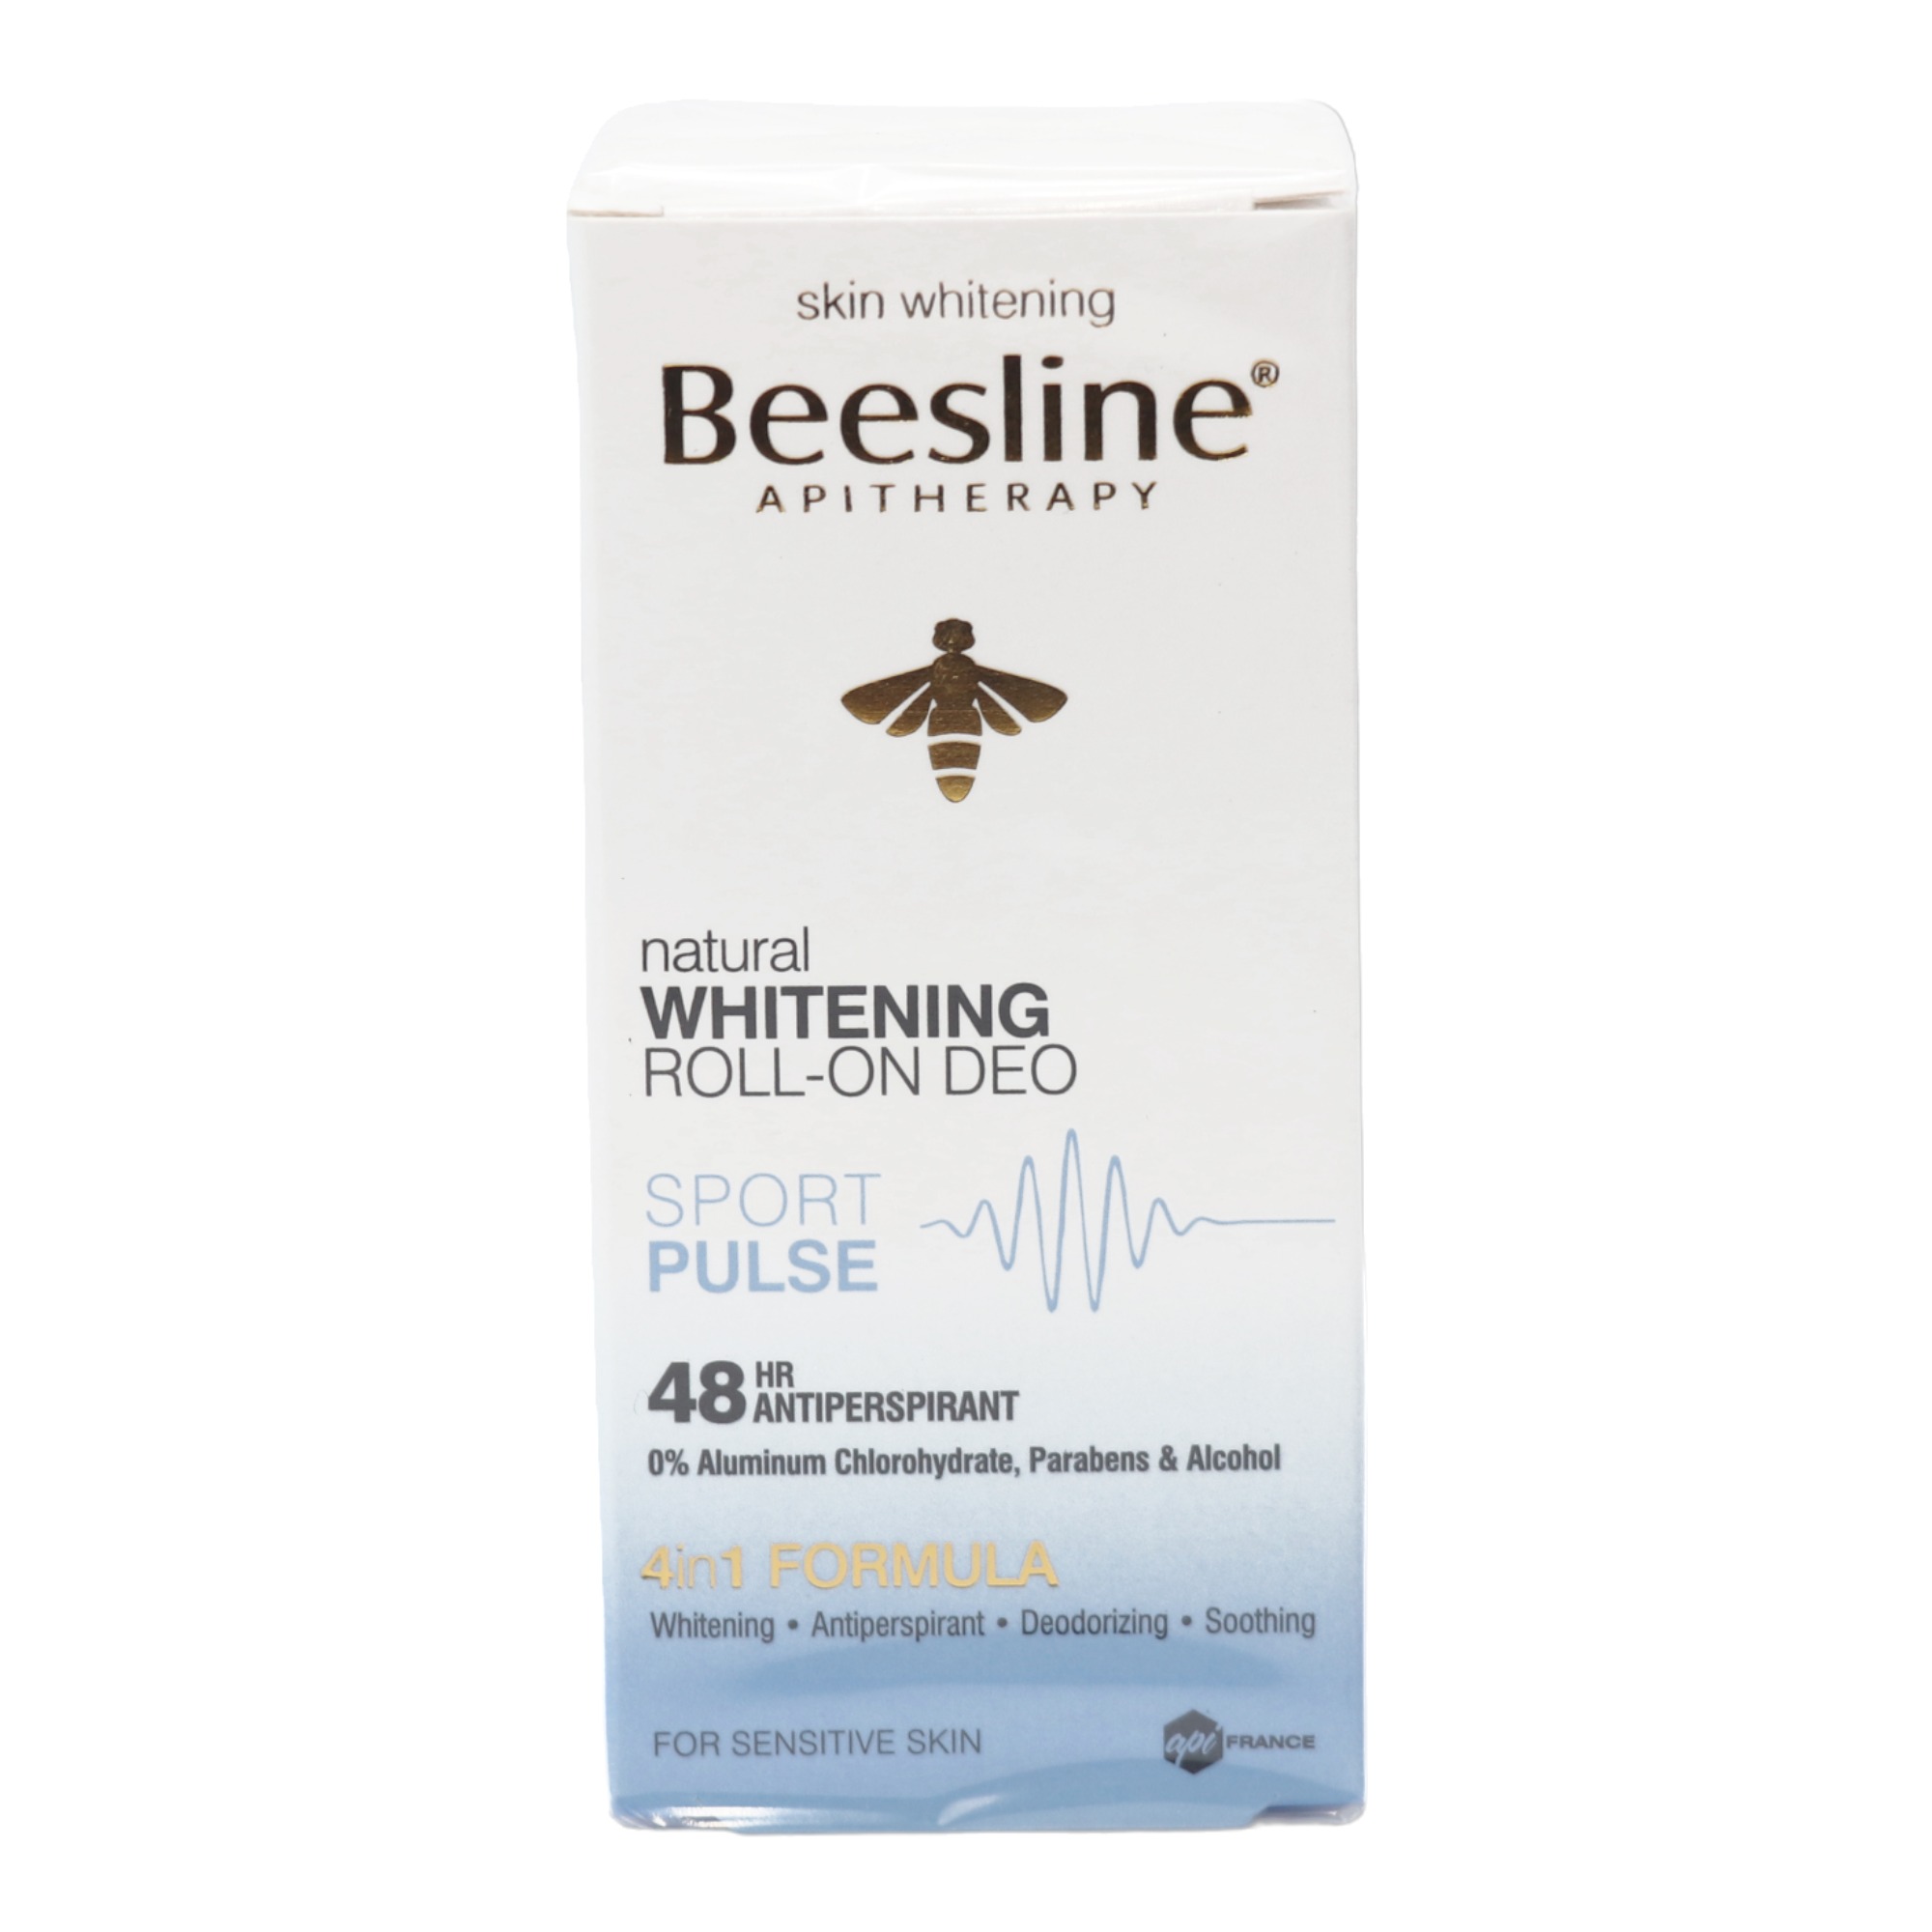 skin whitening
Beesline®
APITHERAPY
natural
WHITENING
ROLL-ON DEO
SPORT
PULSE
48 HR
ANTIPERSPIRANT
0% Aluminum Chlorohydrate, Parabens & Alcohol
4in1 FORMULA
Whitening • Antiperspirant • Deodorizing • Soothing
FOR SENSITIVE SKIN
api FRANCE